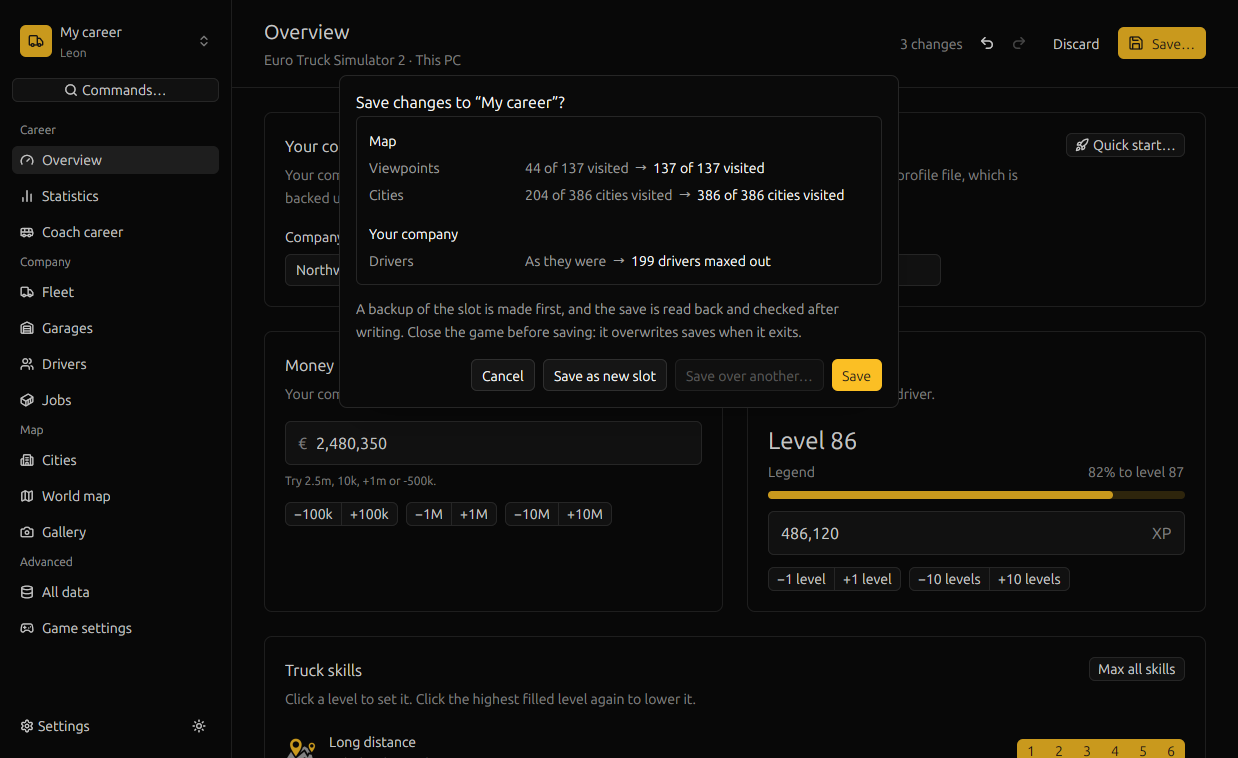 My career
Leon
Commands…
Career
Overview
Statistics
Coach career
Company
Fleet
Garages
Drivers
Jobs
Map
Cities
World map
Gallery
Advanced
All data
Game settings
Settings
Overview
Euro Truck Simulator 2 · This PC
3 changes
Discard
Save…
Your co
Your com
profile file, which is
backed u
Quick start…
Company
Northw
Save changes to “My career”?
Map
Viewpoints 44 of 137 visited → 137 of 137 visited
Cities 204 of 386 cities visited → 386 of 386 cities visited
Your company
Drivers As they were → 199 drivers maxed out
A backup of the slot is made first, and the save is read back and checked after
writing. Close the game before saving: it overwrites saves when it exits.
Cancel
Save as new slot
Save over another…
Save
Money
Your com
€ 2,480,350
Try 2.5m, 10k, +1m or -500k.
−100k +100k −1M +1M −10M +10M
driver.
Level 86
Legend 82% to level 87
486,120 XP
−1 level +1 level −10 levels +10 levels
Truck skills
Max all skills
Click a level to set it. Click the highest filled level again to lower it.
Long distance
1 2 3 4 5 6